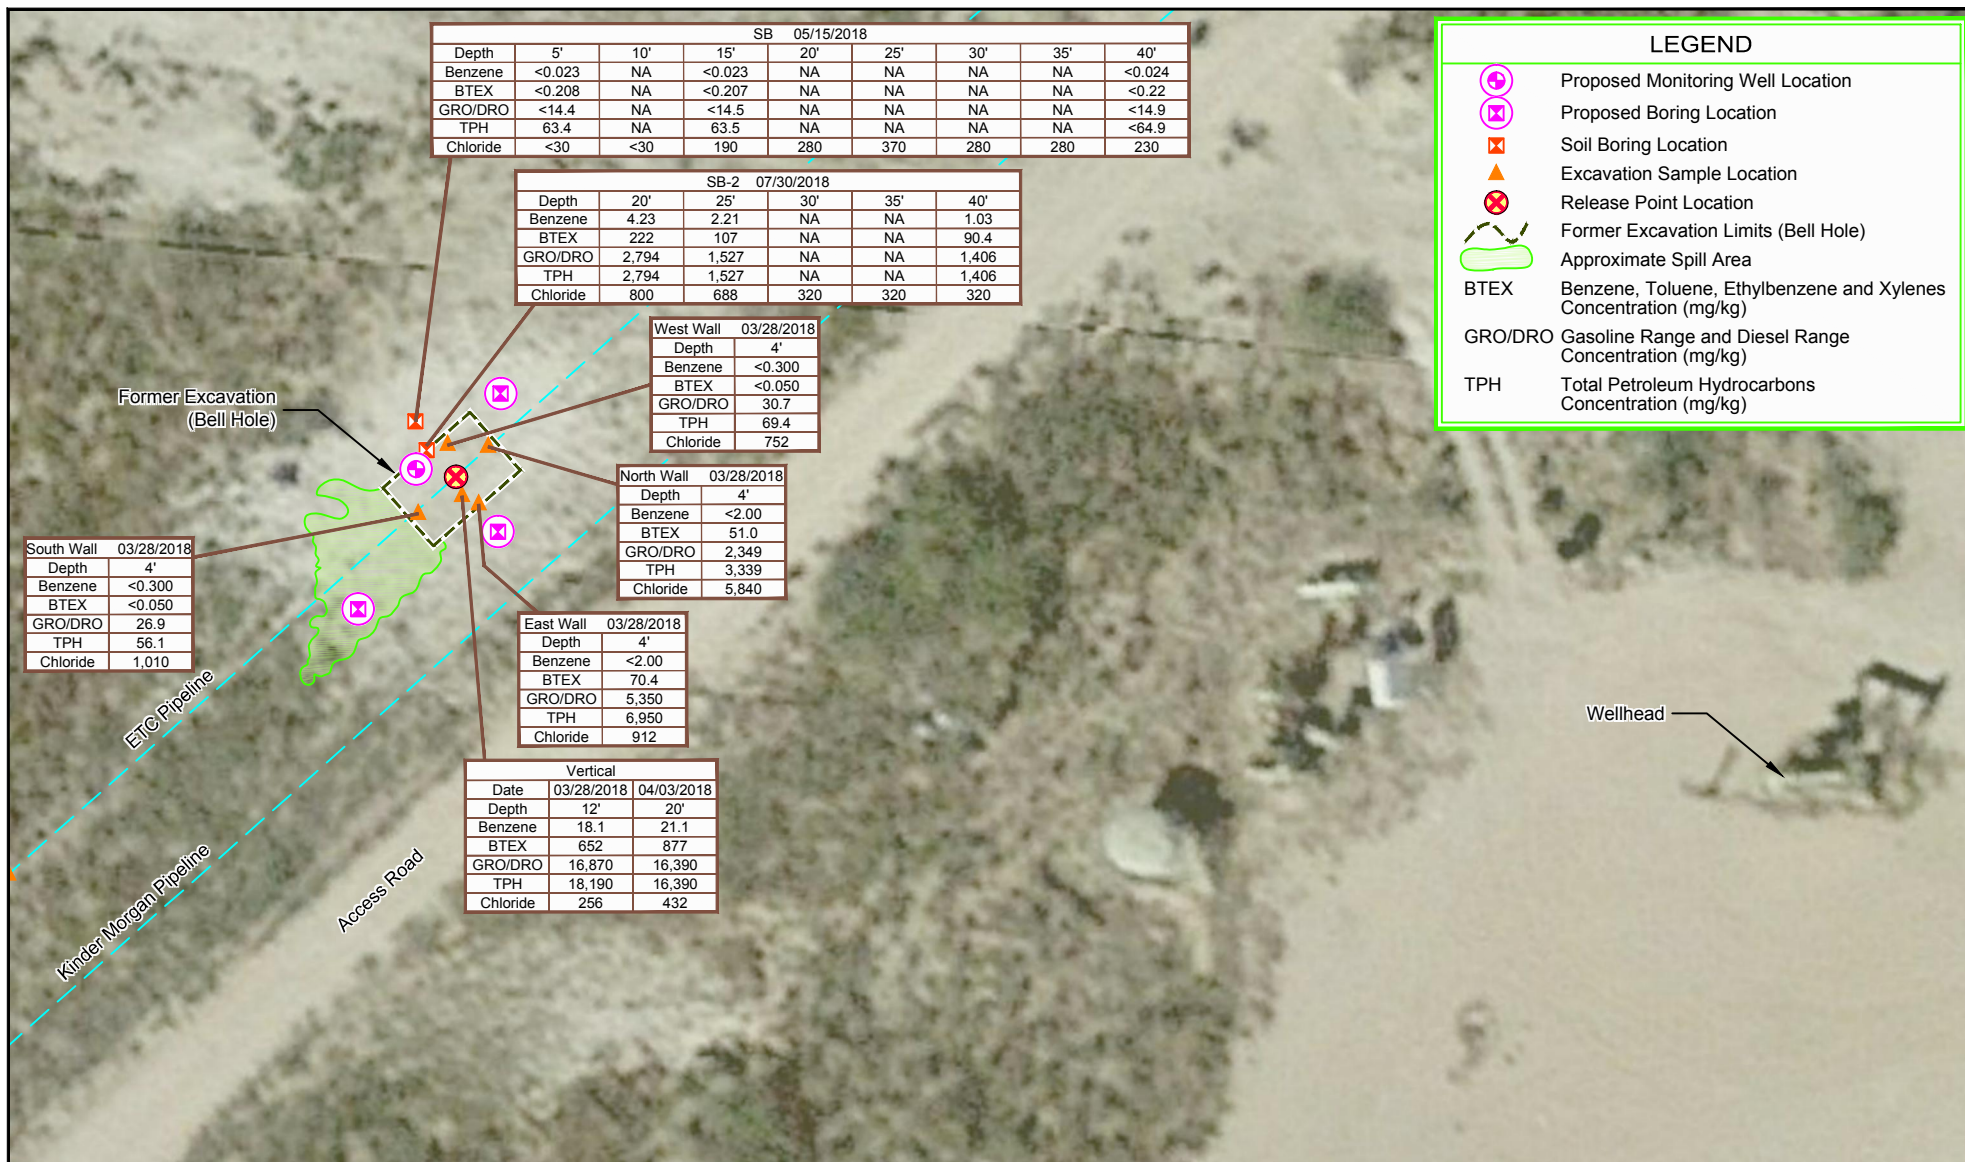 SB 05/15/2018
Depth 5' 10' 15' 20' 25' 30' 35' 40'
Benzene <0.023 NA <0.023 NA NA NA NA <0.024
BTEX <0.208 NA <0.207 NA NA NA NA <0.22
GRO/DRO <14.4 NA <14.5 NA NA NA NA <14.9
TPH 63.4 NA 63.5 NA NA NA NA <64.9
Chloride <30 <30 190 280 370 280 280 230
SB-2 07/30/2018
Depth 20' 25' 30' 35' 40'
Benzene 4.23 2.21 NA NA 1.03
BTEX 222 107 NA NA 90.4
GRO/DRO 2,794 1,527 NA NA 1,406
TPH 2,794 1,527 NA NA 1,406
Chloride 800 688 320 320 320
West Wall 03/28/2018
Depth 4'
Benzene <0.300
BTEX <0.050
GRO/DRO 30.7
TPH 69.4
Chloride 752
North Wall 03/28/2018
Depth 4'
Benzene <2.00
BTEX 51.0
GRO/DRO 2,349
TPH 3,339
Chloride 5,840
Former Excavation
(Bell Hole)
South Wall 03/28/2018
Depth 4'
Benzene <0.300
BTEX <0.050
GRO/DRO 26.9
TPH 56.1
Chloride 1,010
East Wall 03/28/2018
Depth 4'
Benzene <2.00
BTEX 70.4
GRO/DRO 5,350
TPH 6,950
Chloride 912
Vertical
Date 03/28/2018 04/03/2018
Depth 12' 20'
Benzene 18.1 21.1
BTEX 652 877
GRO/DRO 16,870 16,390
TPH 18,190 16,390
Chloride 256 432
ETC Pipeline
Kinder Morgan Pipeline
Access Road
Wellhead
LEGEND
Proposed Monitoring Well Location
Proposed Boring Location
Soil Boring Location
Excavation Sample Location
Release Point Location
Former Excavation Limits (Bell Hole)
Approximate Spill Area
BTEX Benzene, Toluene, Ethylbenzene and Xylenes
Concentration (mg/kg)
GRO/DRO Gasoline Range and Diesel Range
Concentration (mg/kg)
TPH Total Petroleum Hydrocarbons
Concentration (mg/kg)